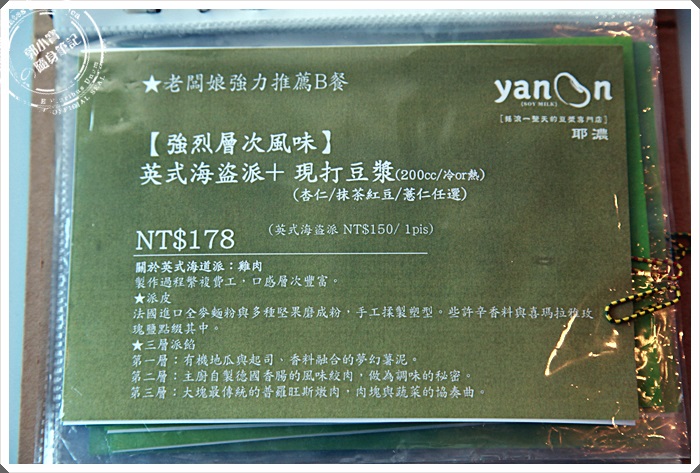 郭小寶
隨身筆記
★老闆娘強力推薦B餐
yanon
[SOY MILK]
耶濃
【強烈層次風味】
英式海盜派＋現打豆漿(200cc/冷or熱)
(杏仁/抹茶紅豆/薏仁任選)
(英式海盜派 NT$150/ 1pis)
NT$178
關於英式海道派：雞肉
製作過程繁複費工，口感層次豐富。
★派皮
法國進口全麥麵粉與多種堅果磨成粉，手工揉製塑型。些許辛香料與喜瑪拉雅玫
瑰鹽點綴其中。
★三層派餡
第一層：有機地瓜與起司、香料融合的夢幻薯泥。
第二層：主廚自製德國香腸的風味絞肉，做為調味的秘密。
第三層：大塊最傳統的普羅旺斯燉肉，肉塊與蔬菜的協奏曲。